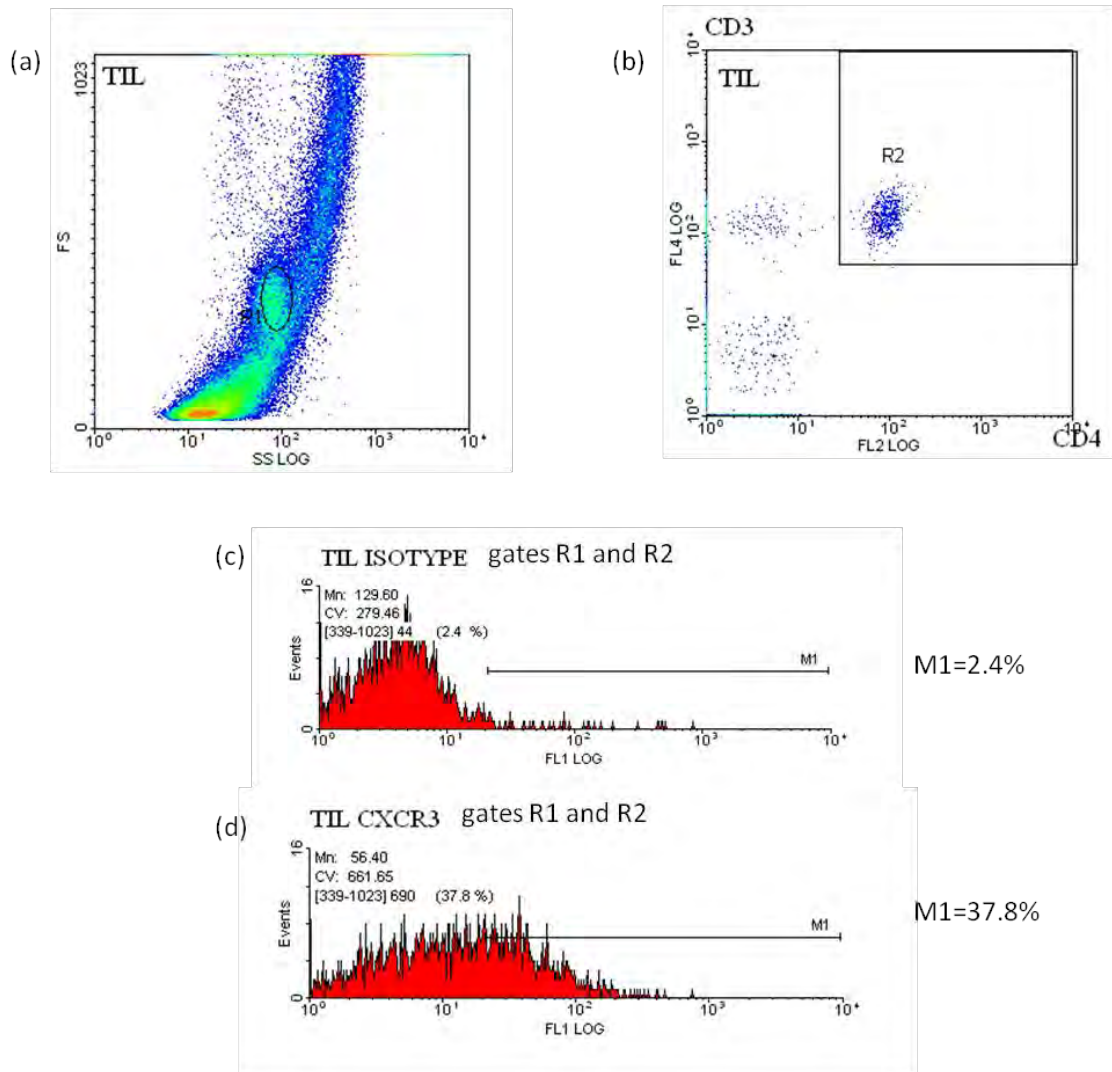 (a)
TIL
1023
FS
0
10⁰ 10¹ 10² 10³ 10⁴
SS LOG
(b)
CD3
TIL
R2
10⁴
10³
10²
10¹
10⁰
FL4 LOG
10⁰ 10¹ 10² 10³ 10⁴
FL2 LOG
CD4
(c)
TIL ISOTYPE gates R1 and R2
16
Mn: 129.60
CV: 279.46
[339-1023] 44 (2.4 %)
M1
Events
0
10⁰ 10¹ 10² 10³ 10⁴
FL1 LOG
M1=2.4%
(d)
TIL CXCR3 gates R1 and R2
16
Mn: 56.40
CV: 661.65
[339-1023] 690 (37.8 %)
M1
Events
0
10⁰ 10¹ 10² 10³ 10⁴
FL1 LOG
M1=37.8%